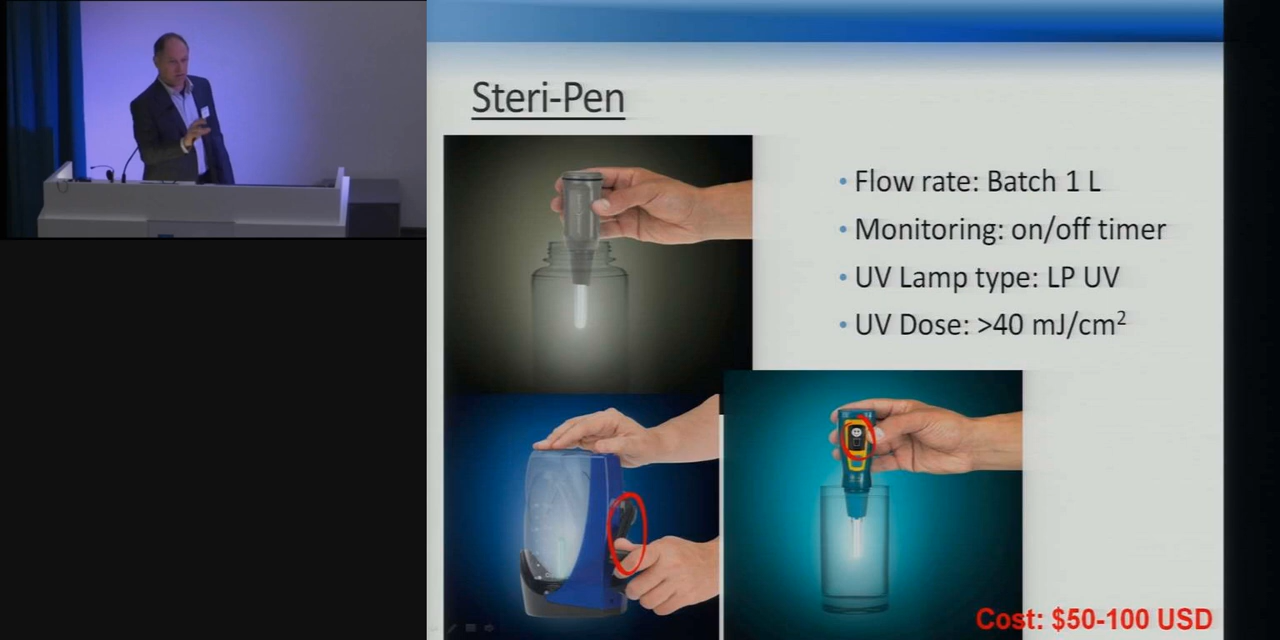 Steri-Pen
• Flow rate: Batch 1 L
• Monitoring: on/off timer
• UV Lamp type: LP UV
• UV Dose: >40 mJ/cm²
Cost: $50-100 USD